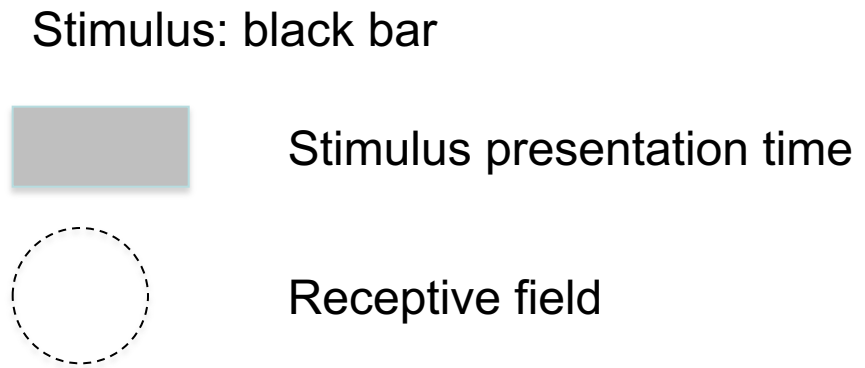 Stimulus: black bar
Stimulus presentation time
Receptive field